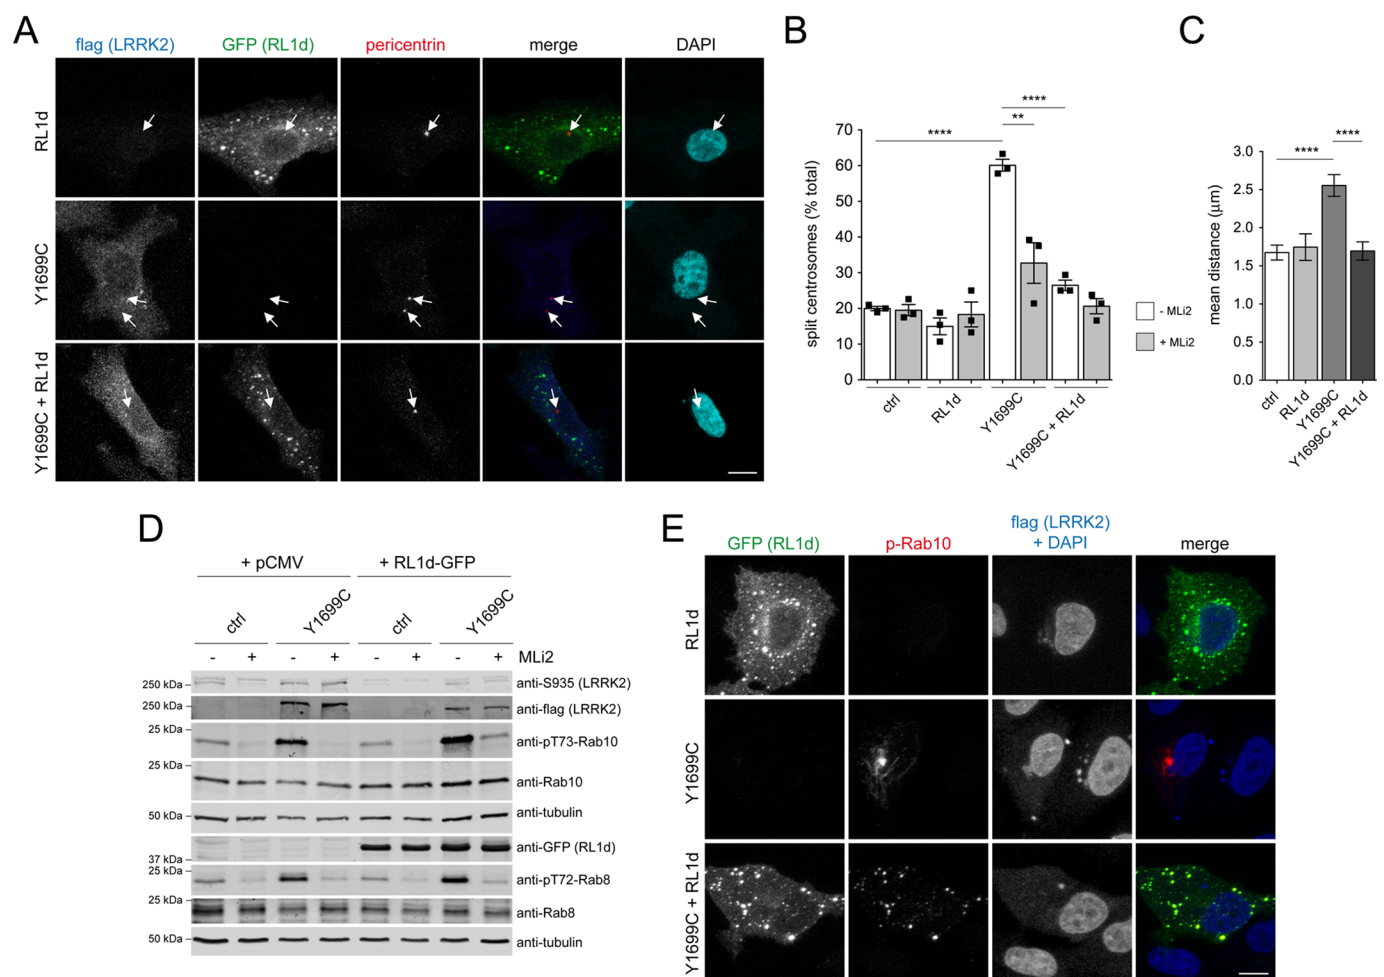 A
flag (LRRK2)
GFP (RL1d)
pericentrin
merge
DAPI
RL1d
Y1699C
Y1699C + RL1d
B
split centrosomes (% total)
70
60
50
40
30
20
10
0
****
****
**
ctrl
RL1d
Y1699C
Y1699C + RL1d
- MLi2
+ MLi2
C
mean distance (µm)
3.0
2.5
2.0
1.5
1.0
0.5
0.0
****
****
ctrl
RL1d
Y1699C
Y1699C + RL1d
D
+ pCMV
+ RL1d-GFP
ctrl
Y1699C
ctrl
Y1699C
- + - + - + - + MLi2
250 kDa anti-S935 (LRRK2)
250 kDa anti-flag (LRRK2)
25 kDa anti-pT73-Rab10
25 kDa anti-Rab10
50 kDa anti-tubulin
37 kDa anti-GFP (RL1d)
25 kDa anti-pT72-Rab8
25 kDa anti-Rab8
50 kDa anti-tubulin
E
GFP (RL1d)
p-Rab10
flag (LRRK2)
+ DAPI
merge
RL1d
Y1699C
Y1699C + RL1d